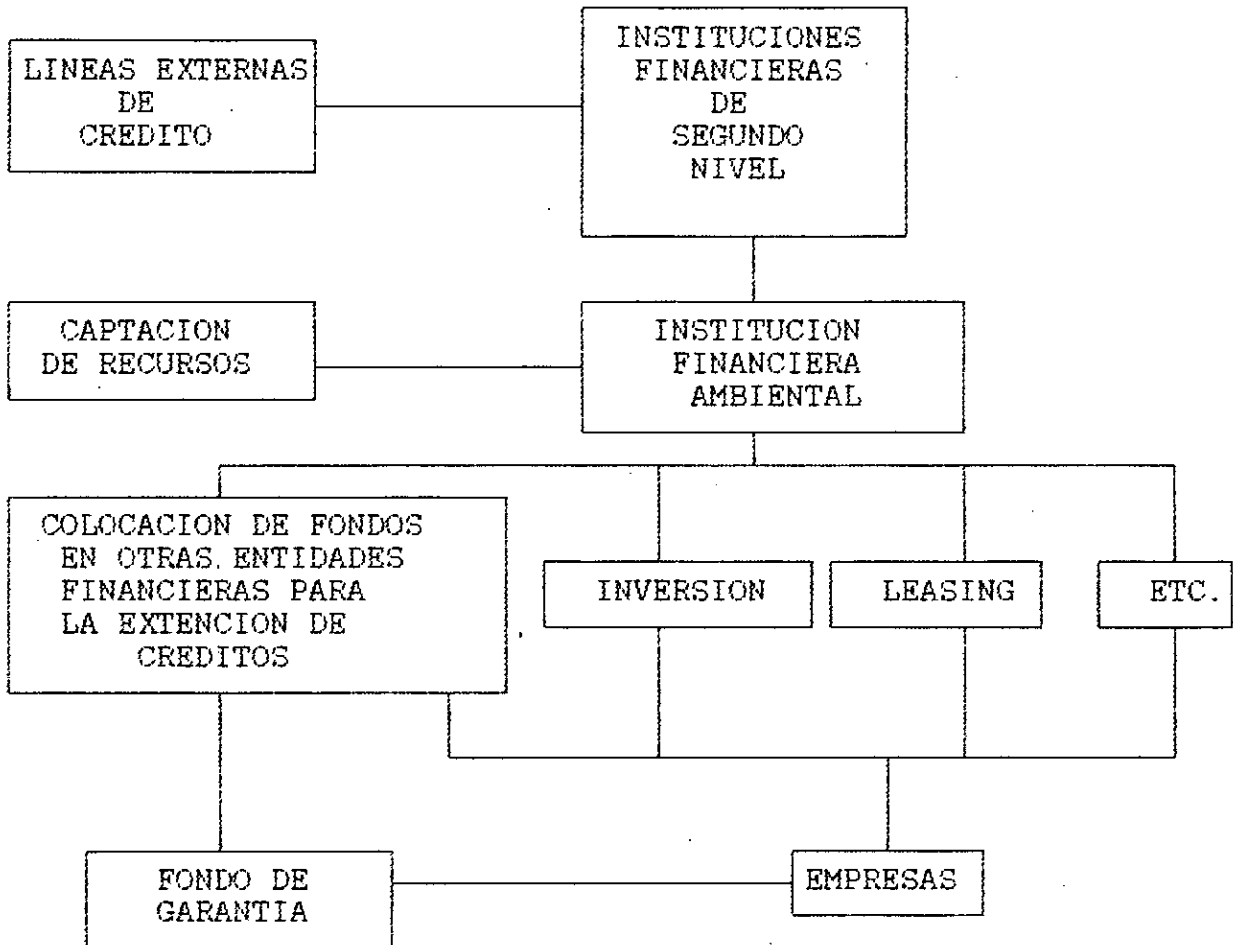 LINEAS EXTERNAS
DE
CREDITO
INSTITUCIONES
FINANCIERAS
DE
SEGUNDO
NIVEL
CAPTACION
DE RECURSOS
INSTITUCION
FINANCIERA
AMBIENTAL
COLOCACION DE FONDOS
EN OTRAS ENTIDADES
FINANCIERAS PARA
LA EXTENCION DE
CREDITOS
INVERSION
LEASING
ETC.
FONDO DE
GARANTIA
EMPRESAS